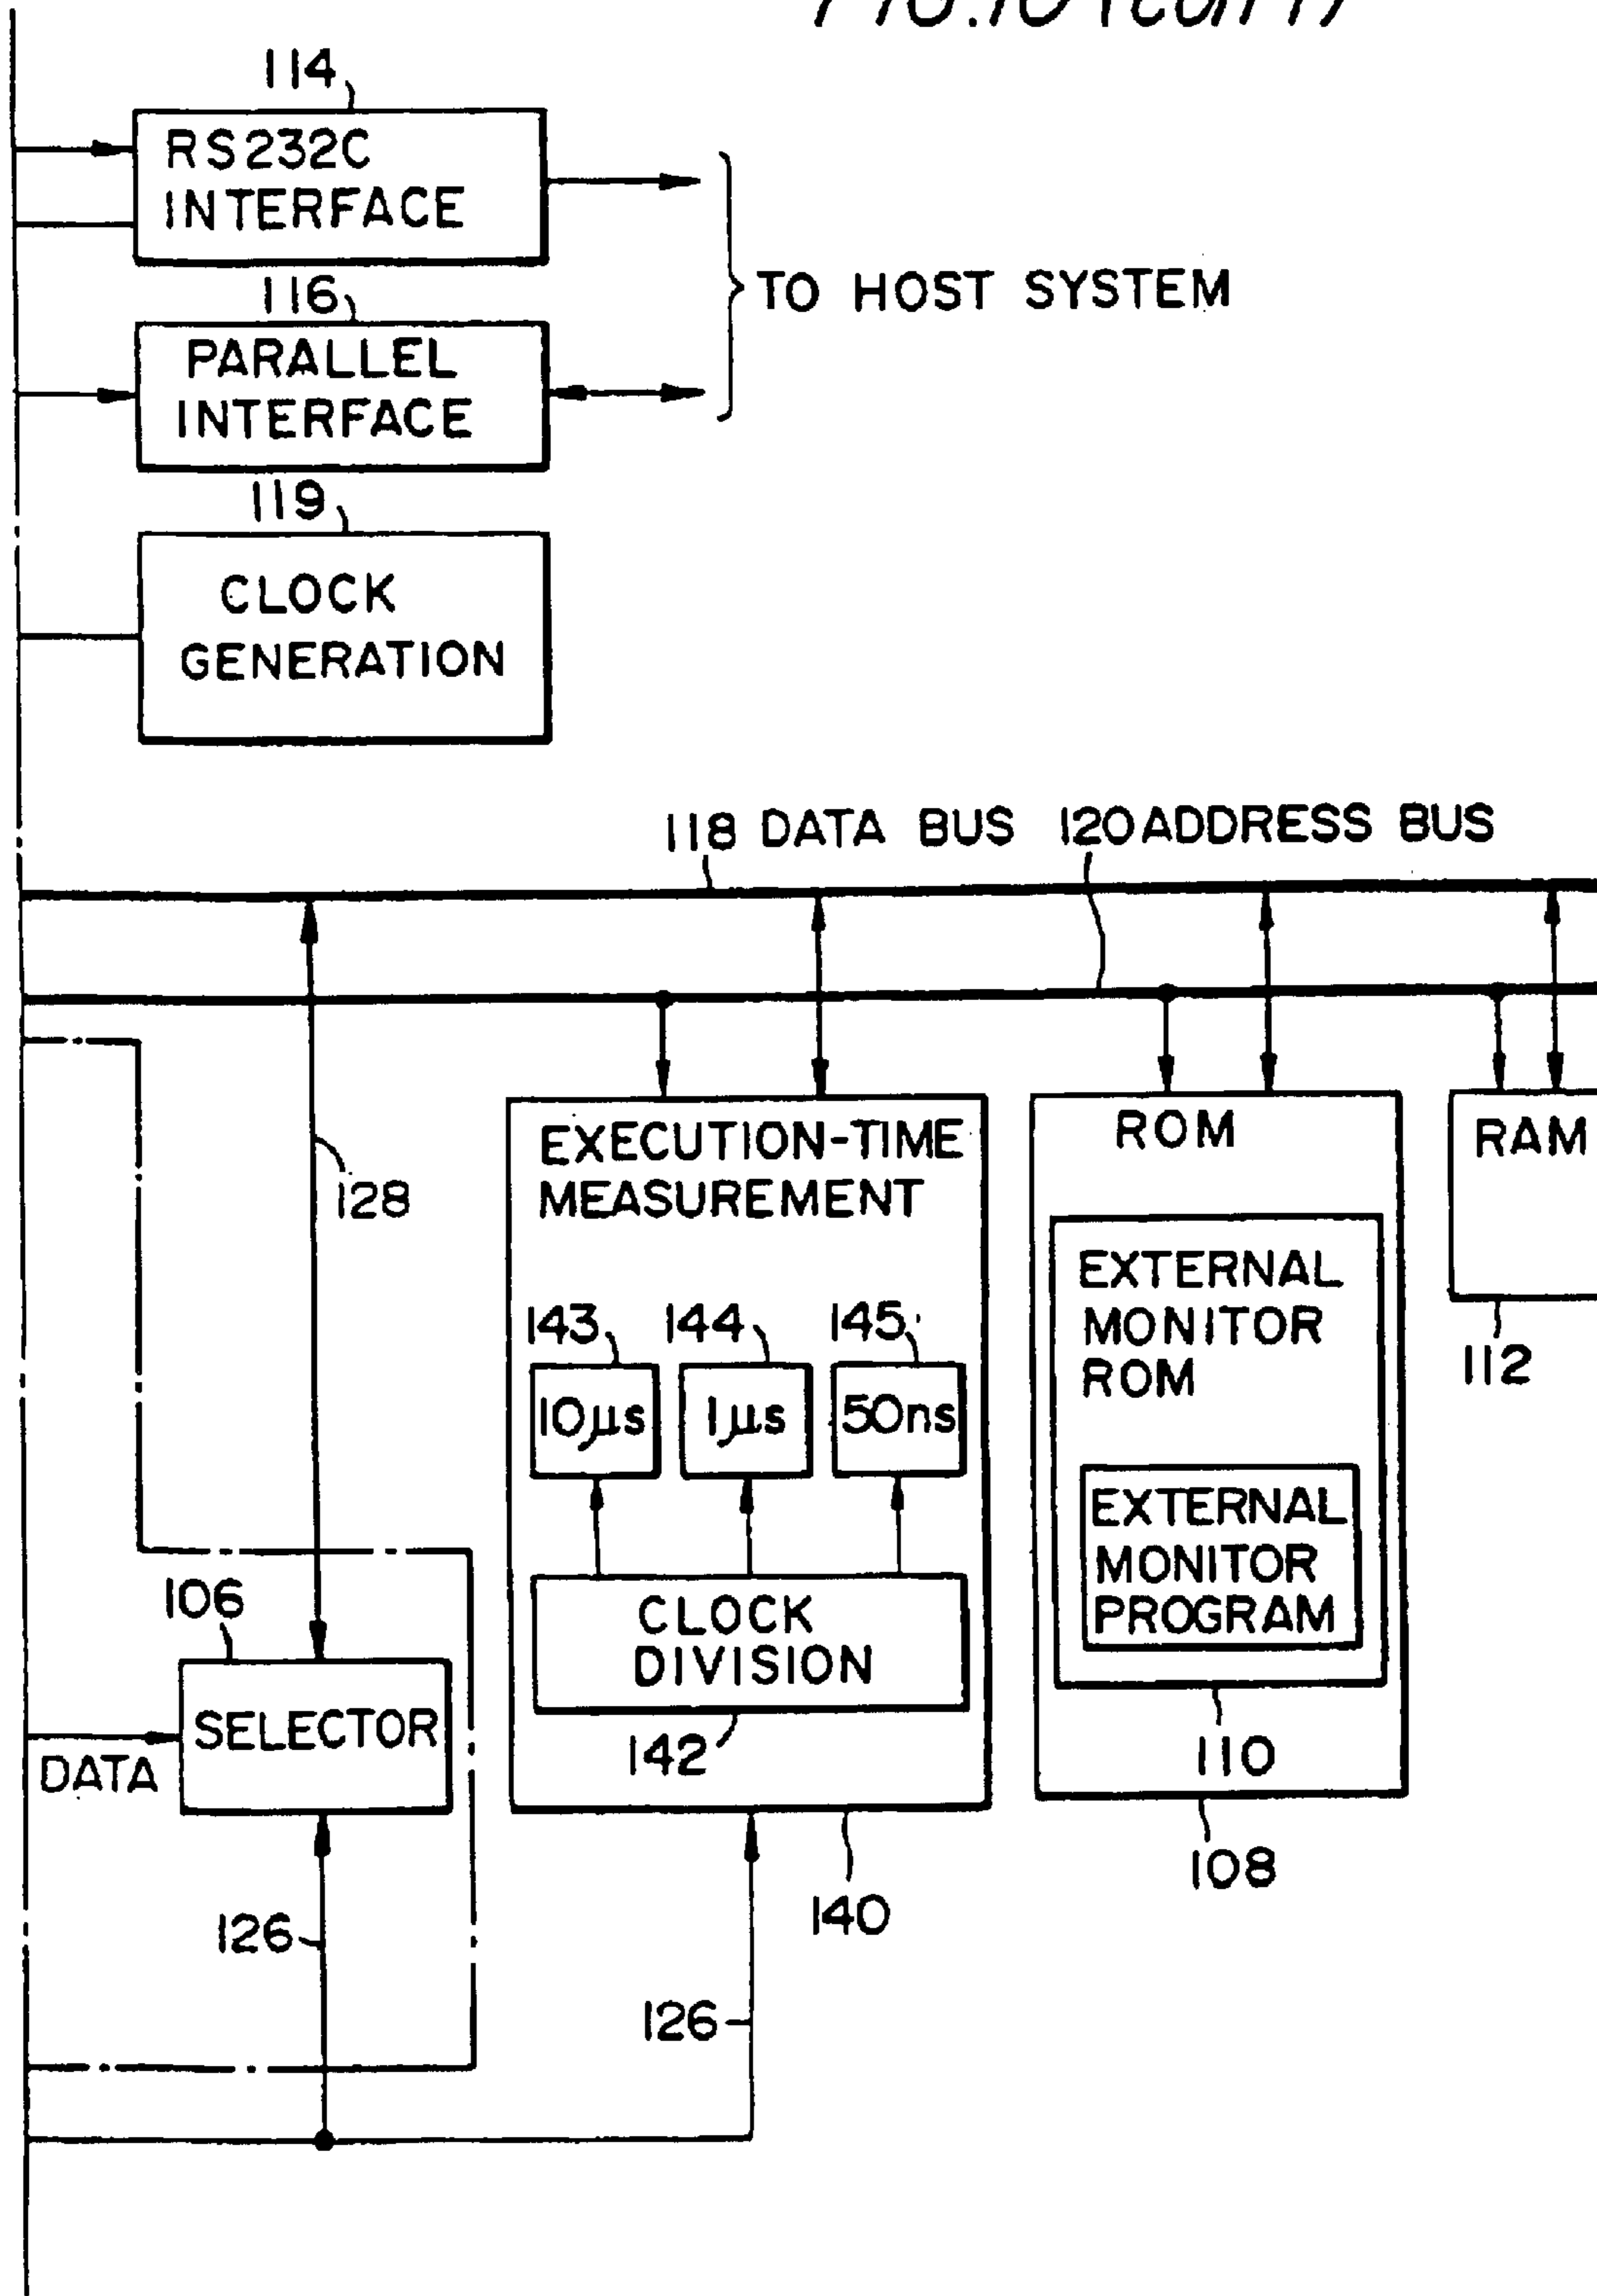 114
RS232C
INTERFACE
116
PARALLEL
INTERFACE
TO HOST SYSTEM
119
CLOCK
GENERATION
118 DATA BUS 120 ADDRESS BUS
128
EXECUTION-TIME
MEASUREMENT
143 144 145
10µs 1µs 50ns
CLOCK
DIVISION
142
140
ROM
EXTERNAL
MONITOR
ROM
EXTERNAL
MONITOR
PROGRAM
110
108
RAM
112
106
SELECTOR
DATA
126
126